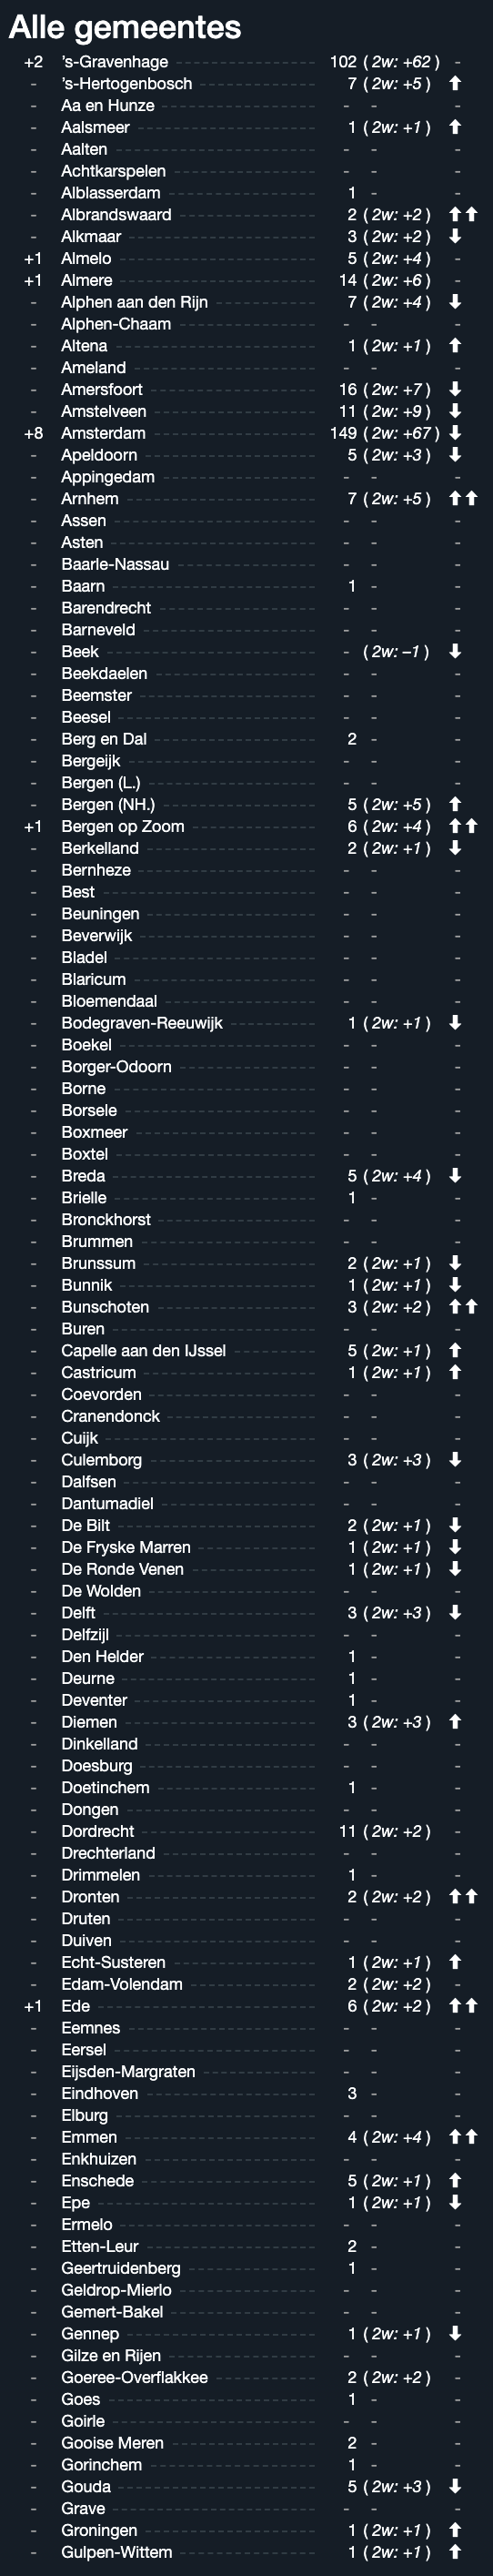 Alle gemeentes
+2 's-Gravenhage 102 (2w: +62) -
- 's-Hertogenbosch 7 (2w: +5) ⬆
- Aa en Hunze - - -
- Aalsmeer 1 (2w: +1) ⬆
- Aalten - - -
- Achtkarspelen - - -
- Alblasserdam 1 - -
- Albrandswaard 2 (2w: +2) ⬆⬆
- Alkmaar 3 (2w: +2) ⬇
+1 Almelo 5 (2w: +4) -
+1 Almere 14 (2w: +6) -
- Alphen aan den Rijn 7 (2w: +4) ⬇
- Alphen-Chaam - - -
- Altena 1 (2w: +1) ⬆
- Ameland - - -
- Amersfoort 16 (2w: +7) ⬇
- Amstelveen 11 (2w: +9) ⬇
+8 Amsterdam 149 (2w: +67) ⬇
- Apeldoorn 5 (2w: +3) ⬇
- Appingedam - - -
- Arnhem 7 (2w: +5) ⬆⬆
- Assen - - -
- Asten - - -
- Baarle-Nassau - - -
- Baarn 1 - -
- Barendrecht - - -
- Barneveld - - -
- Beek - (2w: –1) ⬇
- Beekdaelen - - -
- Beemster - - -
- Beesel - - -
- Berg en Dal 2 - -
- Bergeijk - - -
- Bergen (L.) - - -
- Bergen (NH.) 5 (2w: +5) ⬆
+1 Bergen op Zoom 6 (2w: +4) ⬆⬆
- Berkelland 2 (2w: +1) ⬇
- Bernheze - - -
- Best - - -
- Beuningen - - -
- Beverwijk - - -
- Bladel - - -
- Blaricum - - -
- Bloemendaal - - -
- Bodegraven-Reeuwijk 1 (2w: +1) ⬇
- Boekel - - -
- Borger-Odoorn - - -
- Borne - - -
- Borsele - - -
- Boxmeer - - -
- Boxtel - - -
- Breda 5 (2w: +4) ⬇
- Brielle 1 - -
- Bronckhorst - - -
- Brummen - - -
- Brunssum 2 (2w: +1) ⬇
- Bunnik 1 (2w: +1) ⬇
- Bunschoten 3 (2w: +2) ⬆⬆
- Buren - - -
- Capelle aan den IJssel 5 (2w: +1) ⬆
- Castricum 1 (2w: +1) ⬆
- Coevorden - - -
- Cranendonck - - -
- Cuijk - - -
- Culemborg 3 (2w: +3) ⬇
- Dalfsen - - -
- Dantumadiel - - -
- De Bilt 2 (2w: +1) ⬇
- De Fryske Marren 1 (2w: +1) ⬇
- De Ronde Venen 1 (2w: +1) ⬇
- De Wolden - - -
- Delft 3 (2w: +3) ⬇
- Delfzijl - - -
- Den Helder 1 - -
- Deurne 1 - -
- Deventer 1 - -
- Diemen 3 (2w: +3) ⬆
- Dinkelland - - -
- Doesburg - - -
- Doetinchem 1 - -
- Dongen - - -
- Dordrecht 11 (2w: +2) -
- Drechterland - - -
- Drimmelen 1 - -
- Dronten 2 (2w: +2) ⬆⬆
- Druten - - -
- Duiven - - -
- Echt-Susteren 1 (2w: +1) ⬆
- Edam-Volendam 2 (2w: +2) -
+1 Ede 6 (2w: +2) ⬆⬆
- Eemnes - - -
- Eersel - - -
- Eijsden-Margraten - - -
- Eindhoven 3 - -
- Elburg - - -
- Emmen 4 (2w: +4) ⬆⬆
- Enkhuizen - - -
- Enschede 5 (2w: +1) ⬆
- Epe 1 (2w: +1) ⬇
- Ermelo - - -
- Etten-Leur 2 - -
- Geertruidenberg 1 - -
- Geldrop-Mierlo - - -
- Gemert-Bakel - - -
- Gennep 1 (2w: +1) ⬇
- Gilze en Rijen - - -
- Goeree-Overflakkee 2 (2w: +2) -
- Goes 1 - -
- Goirle - - -
- Gooise Meren 2 - -
- Gorinchem 1 - -
- Gouda 5 (2w: +3) ⬇
- Grave - - -
- Groningen 1 (2w: +1) ⬆
- Gulpen-Wittem 1 (2w: +1) ⬆